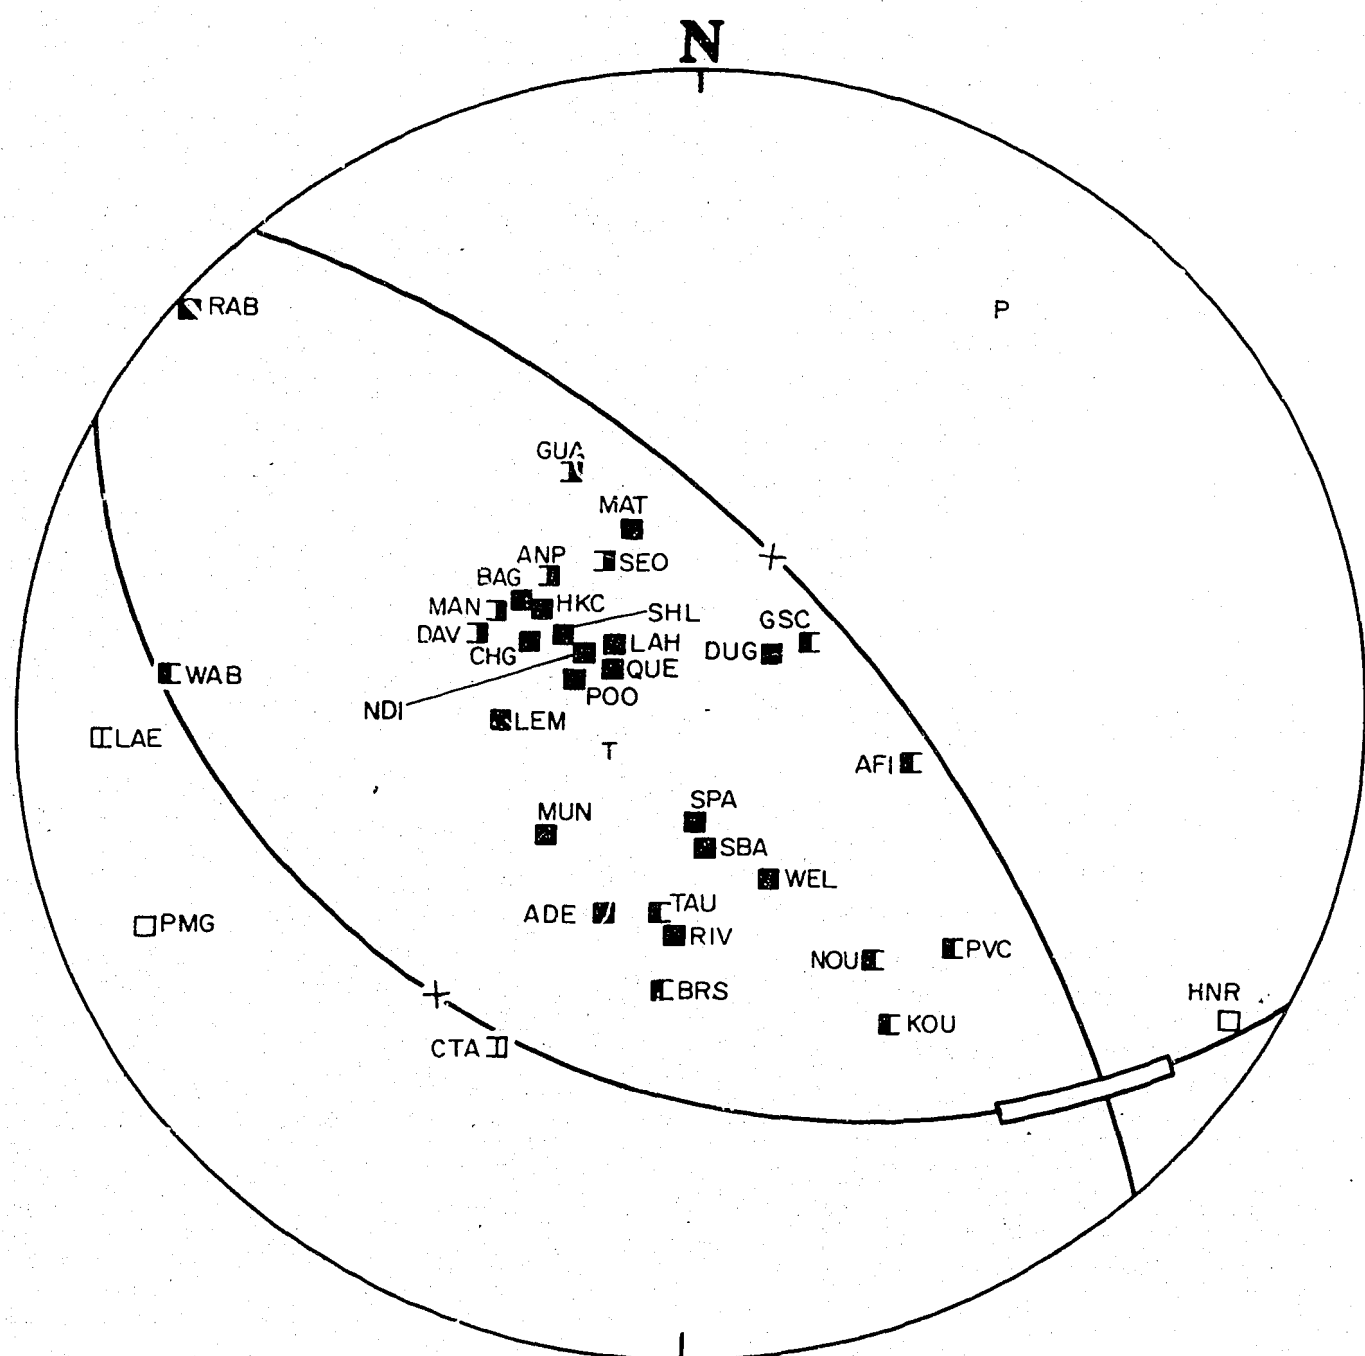 N
RAB
P
GUA
MAT
ANP
SEO
BAG
MAN
HKC
SHL
GSC
DAV
CHG
LAH
DUG
QUE
WAB
POO
NDI
LEM
LAE
T
AFI
SPA
MUN
SBA
WEL
TAU
ADE
PMG
RIV
NOU
PVC
BRS
HNR
KOU
CTA